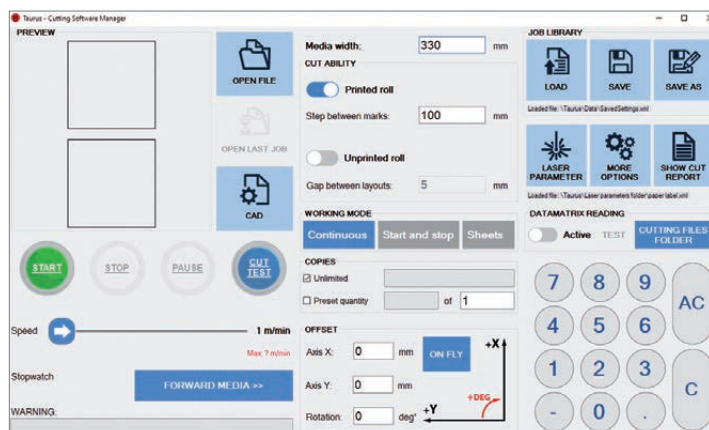 Taurus - Cutting Software Manager
PREVIEW
OPEN FILE
OPEN LAST JOB
CAD
START
STOP
PAUSE
CUT
TEST
Speed
1 m/min
Max: ? m/min
Stopwatch
FORWARD MEDIA >>
WARNING:
Media width:
330
mm
CUT ABILITY
Printed roll
Step between marks:
100
mm
Unprinted roll
Gap between layouts:
5
mm
WORKING MODE
Continuous
Start and stop
Sheets
COPIES
Unlimited
Preset quantity
of
1
OFFSET
Axis X:
0
mm
ON FLY
Axis Y:
0
mm
Rotation:
0
deg°
+X
+DEG
+Y
JOB LIBRARY
LOAD
SAVE
SAVE AS
Loaded file: \Taurus\Data\SavedSettings.xml
LASER
PARAMETER
MORE
OPTIONS
SHOW CUT
REPORT
Loaded file: \Taurus\Laser parameters folder\paper label.xml
DATAMATRIX READING
Active
TEST
CUTTING FILES
FOLDER
7
8
9
AC
4
5
6
1
2
3
C
-
0
.